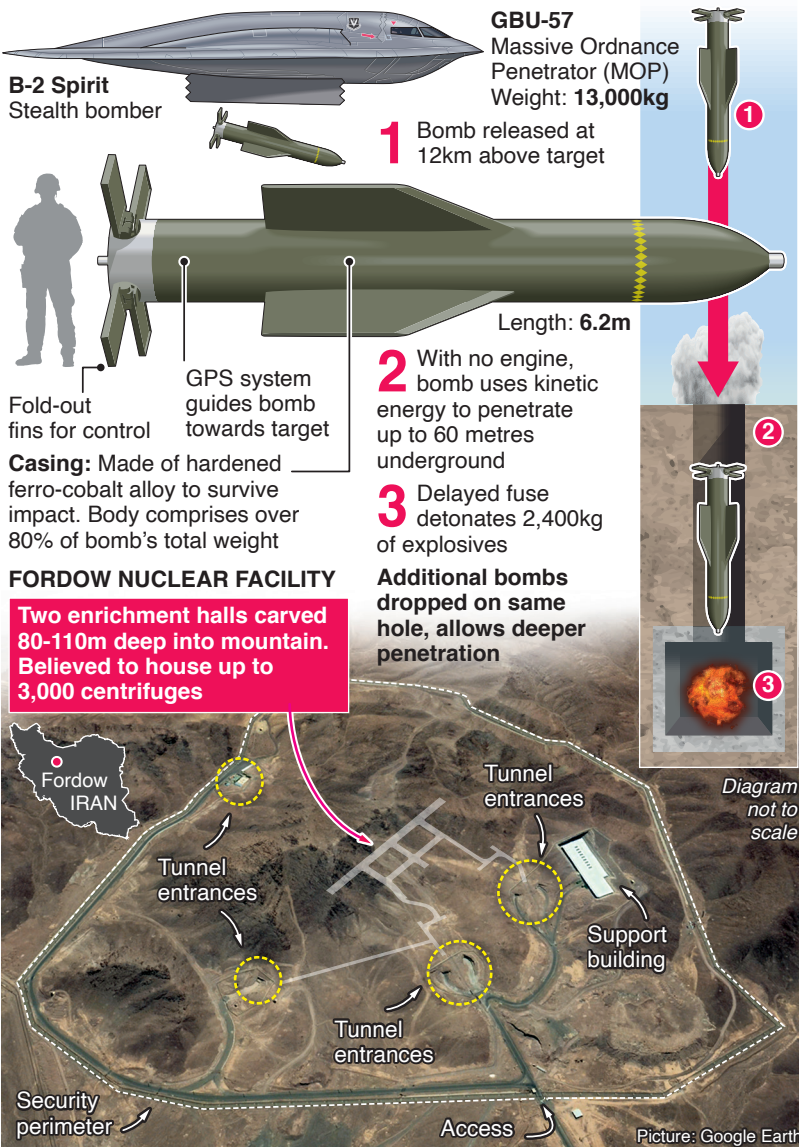 GBU-57
Massive Ordnance
Penetrator (MOP)
Weight: 13,000kg
B-2 Spirit
Stealth bomber
1
1 Bomb released at
12km above target
Length: 6.2m
Fold-out
fins for control
GPS system
guides bomb
towards target
Casing: Made of hardened
ferro-cobalt alloy to survive
impact. Body comprises over
80% of bomb's total weight
2 With no engine,
bomb uses kinetic
energy to penetrate
up to 60 metres
underground
2
3 Delayed fuse
detonates 2,400kg
of explosives
Additional bombs
dropped on same
hole, allows deeper
penetration
3
FORDOW NUCLEAR FACILITY
Two enrichment halls carved
80-110m deep into mountain.
Believed to house up to
3,000 centrifuges
Fordow
IRAN
Diagram
not to
scale
Tunnel
entrances
Tunnel
entrances
Support
building
Tunnel
entrances
Security
perimeter
Access
Picture: Google Earth